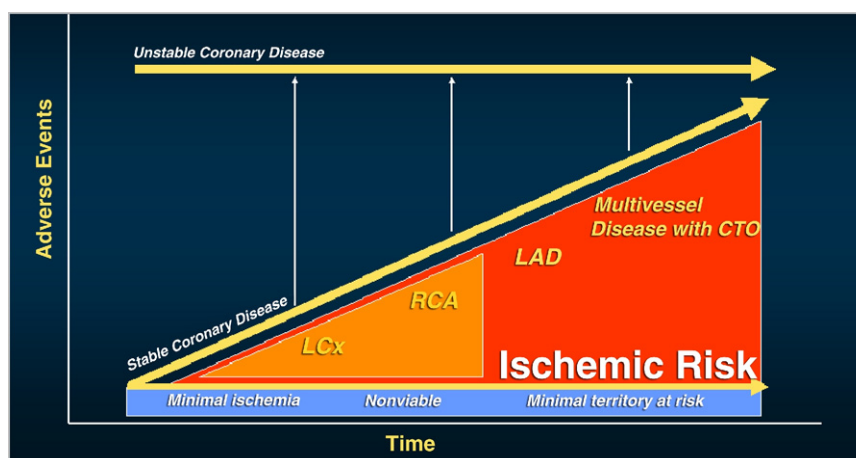 Unstable Coronary Disease
Adverse Events
Multivessel
Disease with CTO
LAD
RCA
Stable Coronary Disease
LCx
Ischemic Risk
Minimal ischemia
Nonviable
Minimal territory at risk
Time